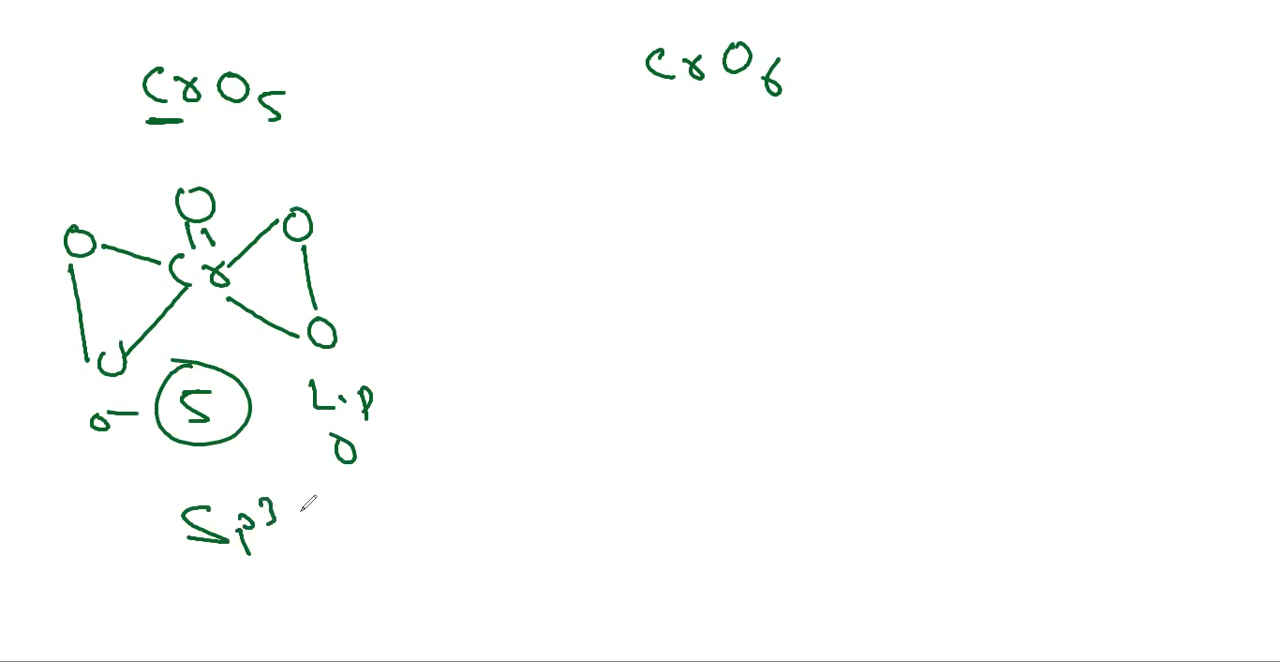 CrO5
CrO6
O
O Cr O
O O
σ- 5 L.P
0
Sp3